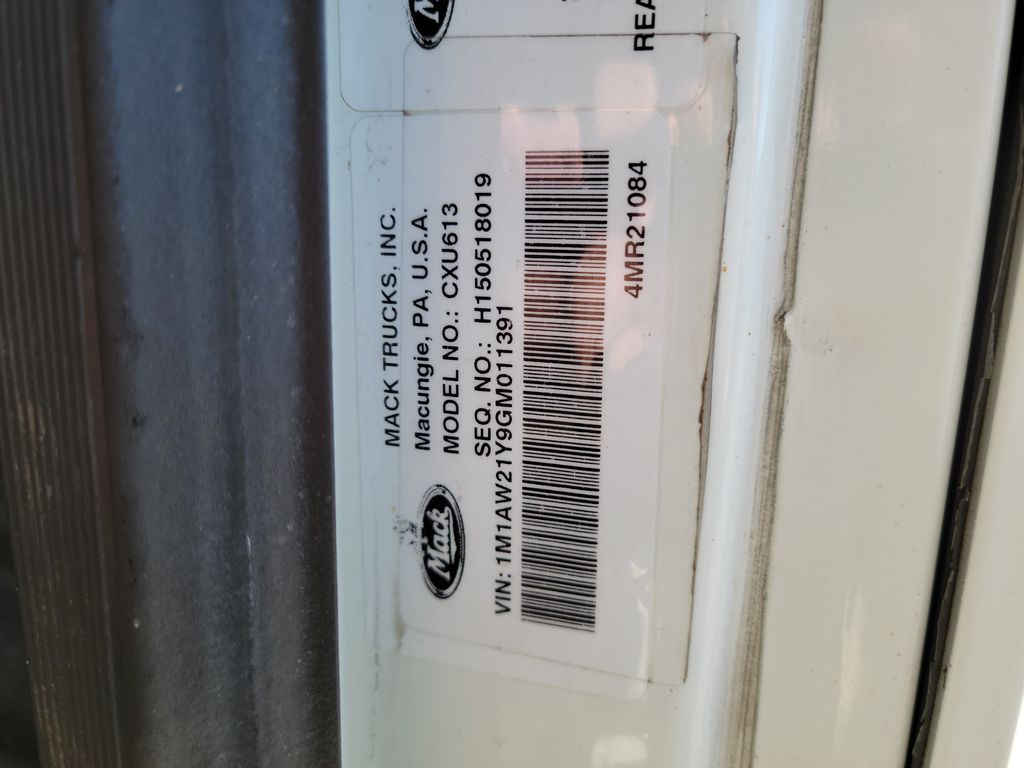 MACK TRUCKS, INC.
Macungie, PA, U.S.A.
MODEL NO.: CXU613
SEQ. NO.: H150518019
Mack
VIN: 1M1AW21Y9GM011391
4MR21084
REA